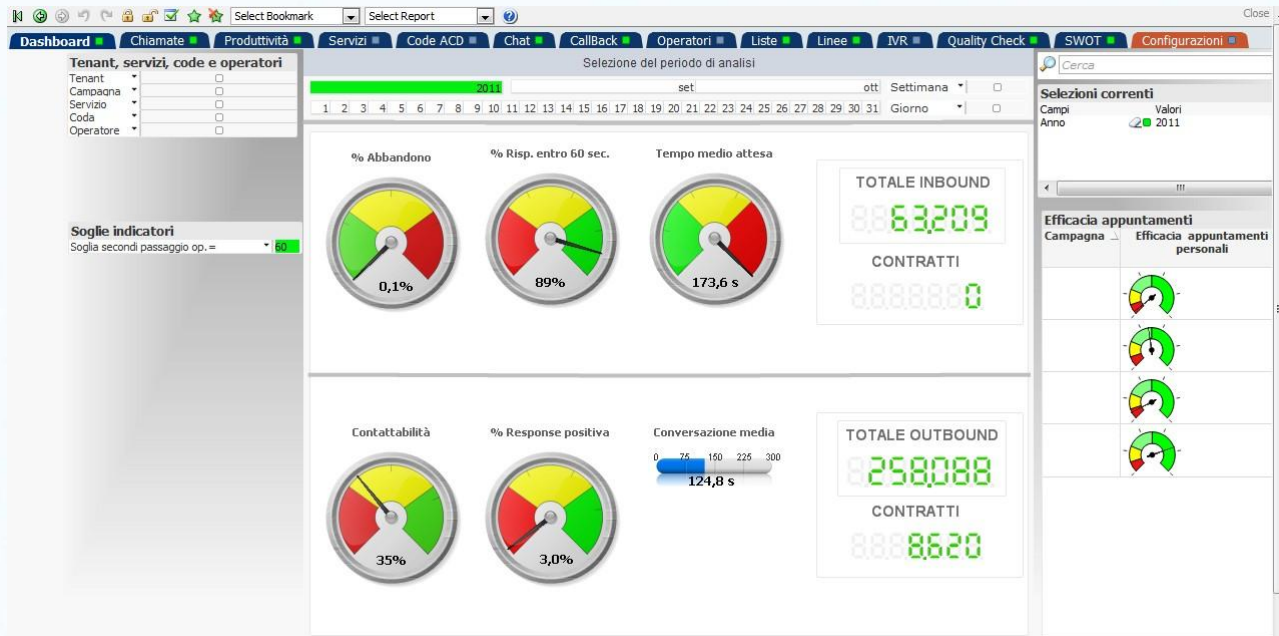 Close
Select Bookmark Select Report
Dashboard Chiamate Produttività Servizi Code ACD Chat CallBack Operatori Liste Linee IVR Quality Check SWOT Configurazioni
Tenant, servizi, code e operatori
Tenant
Campagna
Servizio
Coda
Operatore
Soglie indicatori
Soglia secondi passaggio op.= 60
Selezione del periodo di analisi
2011 set ott Settimana
1 2 3 4 5 6 7 8 9 10 11 12 13 14 15 16 17 18 19 20 21 22 23 24 25 26 27 28 29 30 31 Giorno
% Abbandono % Risp. entro 60 sec. Tempo medio attesa
0,1% 89% 173,6 s
TOTALE INBOUND
63,209
CONTRATTI
0
Contattabilità % Response positiva Conversazione media
0 75 150 225 300
124,8 s
35% 3,0%
TOTALE OUTBOUND
258,088
CONTRATTI
8,620
Cerca
Selezioni correnti
Campi Valori
Anno 2011
Efficacia appuntamenti
Campagna Efficacia appuntamenti
personali